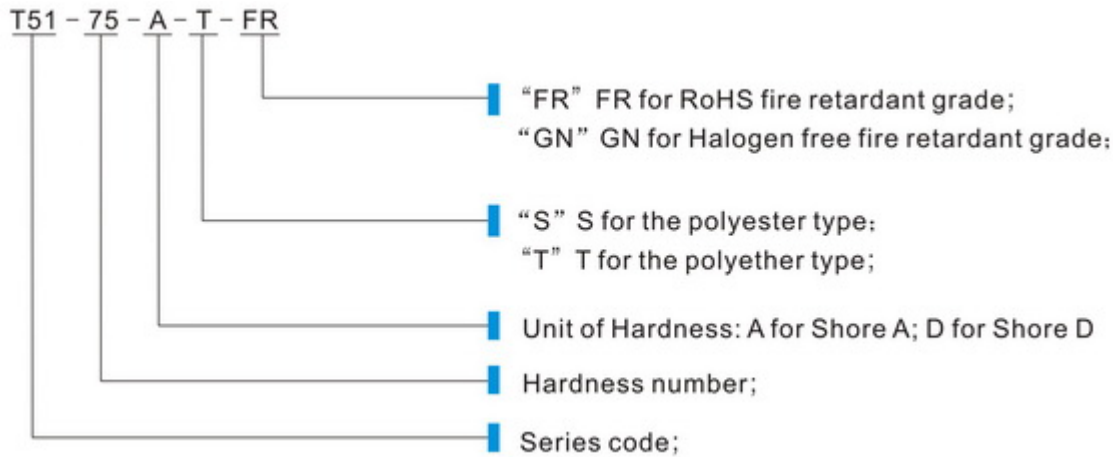 T51 - 75 - A - T - FR
“FR” FR for RoHS fire retardant grade;
“GN” GN for Halogen free fire retardant grade;
“S” S for the polyester type;
“T” T for the polyether type;
Unit of Hardness: A for Shore A; D for Shore D
Hardness number;
Series code;